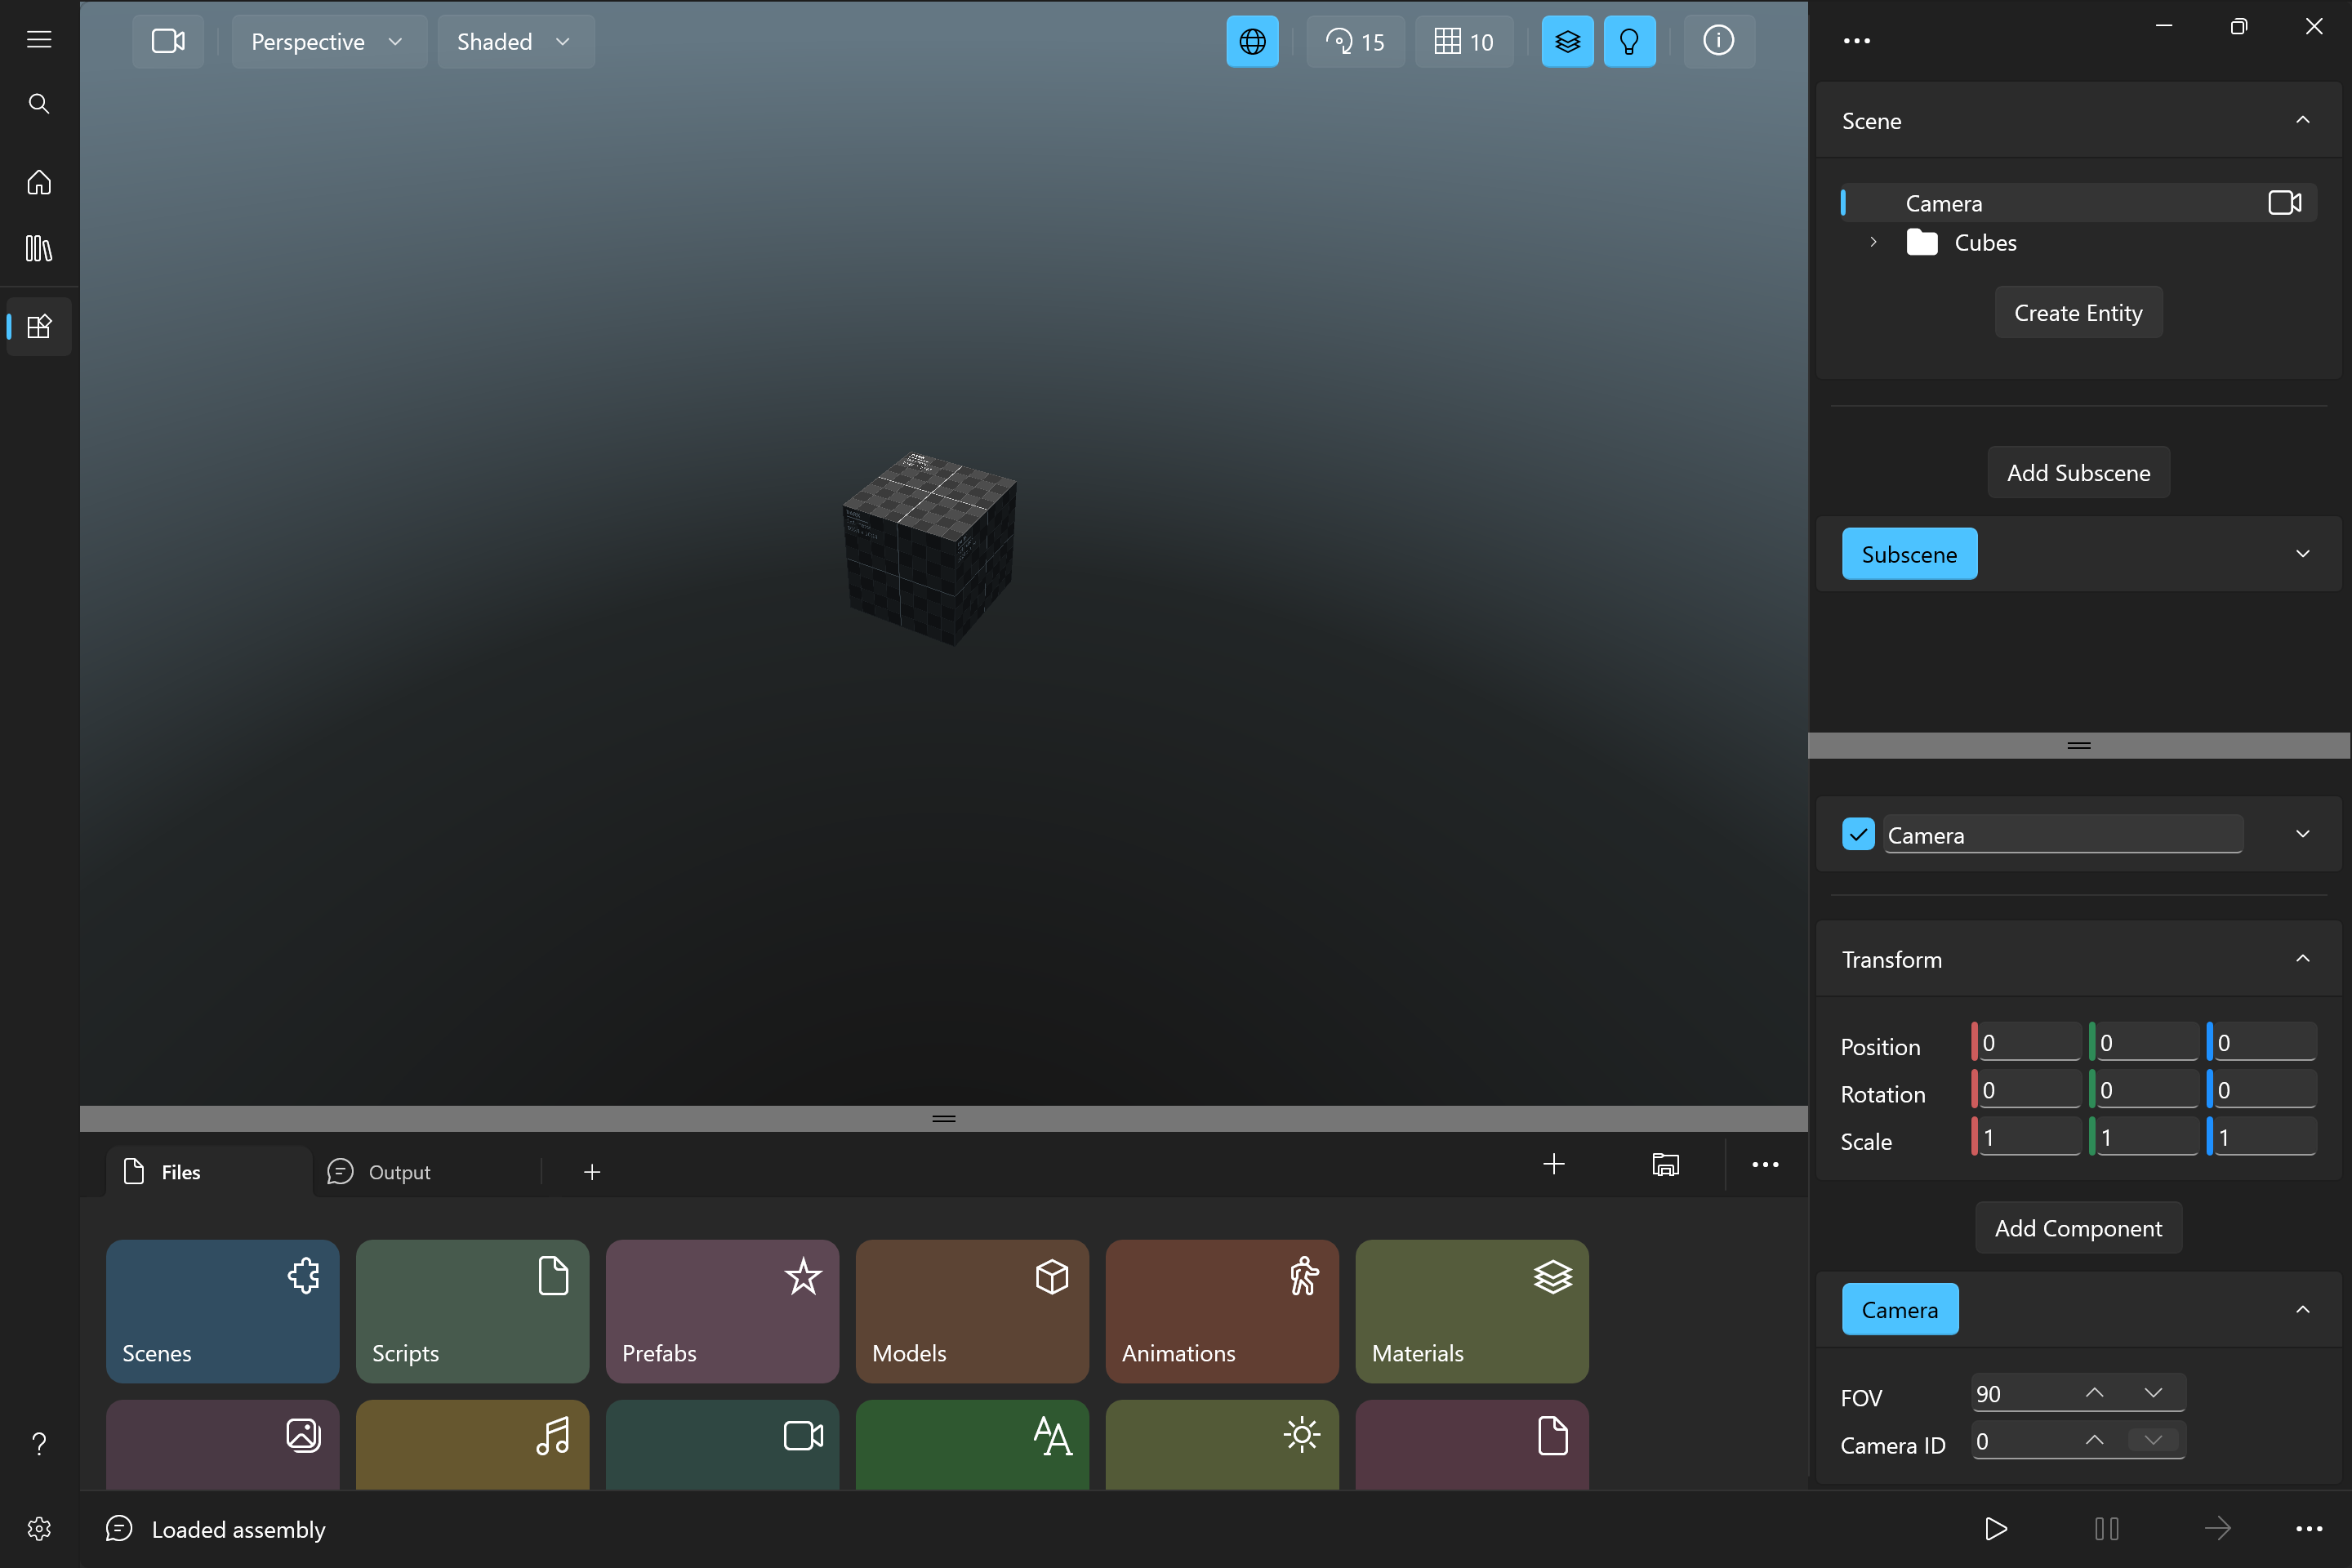 Perspective
Shaded
15
10
Scene
Camera
Cubes
Create Entity
Add Subscene
Subscene
Camera
Transform
Position 0 0 0
Rotation 0 0 0
Scale 1 1 1
Add Component
Camera
FOV 90
Camera ID 0
Files
Output
Scenes
Scripts
Prefabs
Models
Animations
Materials
Loaded assembly